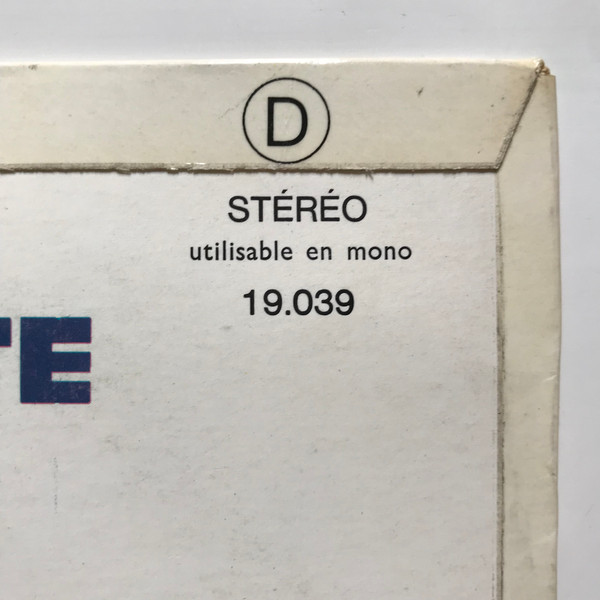 D
STÉRÉO
utilisable en mono
19.039
TE